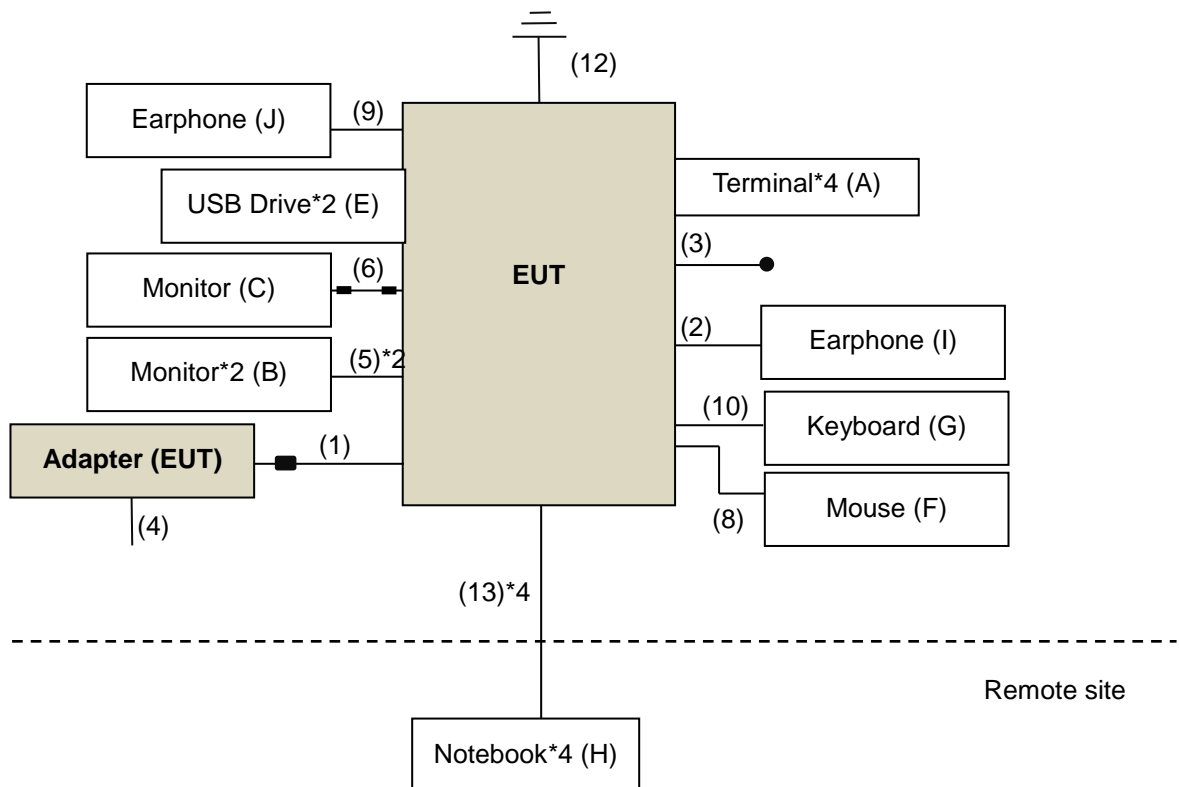 (12)
Earphone (J)
(9)
Terminal*4 (A)
USB Drive*2 (E)
(3)
EUT
Monitor (C)
(6)
(2)
Earphone (I)
Monitor*2 (B)
(5)*2
(10)
Keyboard (G)
Adapter (EUT)
(1)
Mouse (F)
(8)
(4)
(13)*4
Remote site
Notebook*4 (H)